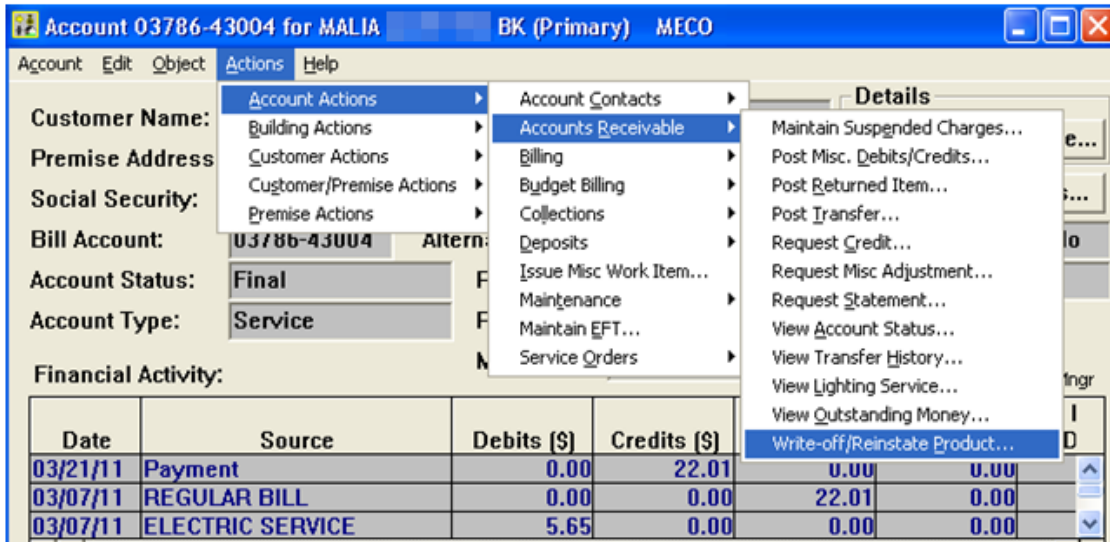 Account 03786-43004 for MALIA BK (Primary) MECO
Account Edit Object Actions Help
Account Actions
Building Actions
Customer Actions
Customer/Premise Actions
Premise Actions
Account Contacts
Accounts Receivable
Billing
Budget Billing
Collections
Deposits
Issue Misc Work Item...
Maintenance
Maintain EFT...
Service Orders
Maintain Suspended Charges...
Post Misc. Debits/Credits...
Post Returned Item...
Post Transfer...
Request Credit...
Request Misc Adjustment...
Request Statement...
View Account Status...
View Transfer History...
View Lighting Service...
View Outstanding Money...
Write-off/Reinstate Product...
Details
e...
s...
Customer Name:
Premise Address
Social Security:
Bill Account: 03786-43004 Altern
Account Status: Final F
Account Type: Service F
Financial Activity:
Date Source Debits ($) Credits ($) D
03/21/11 Payment 0.00 22.01 0.00 0.00
03/07/11 REGULAR BILL 0.00 0.00 22.01 0.00
03/07/11 ELECTRIC SERVICE 5.65 0.00 0.00 0.00